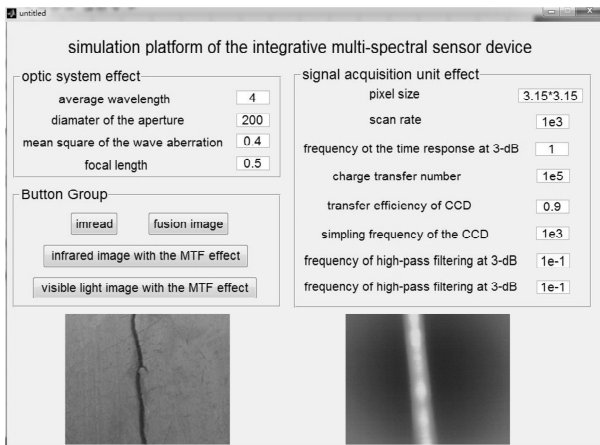 untitled
simulation platform of the integrative multi-spectral sensor device
optic system effect
average wavelength 4
diamater of the aperture 200
mean square of the wave aberration 0.4
focal length 0.5
Button Group
imread fusion image
infrared image with the MTF effect
visible light image with the MTF effect
signal acquisition unit effect
pixel size 3.15*3.15
scan rate 1e3
frequency ot the time response at 3-dB 1
charge transfer number 1e5
transfer efficiency of CCD 0.9
simpling frequency of the CCD 1e3
frequency of high-pass filtering at 3-dB 1e-1
frequency of high-pass filtering at 3-dB 1e-1